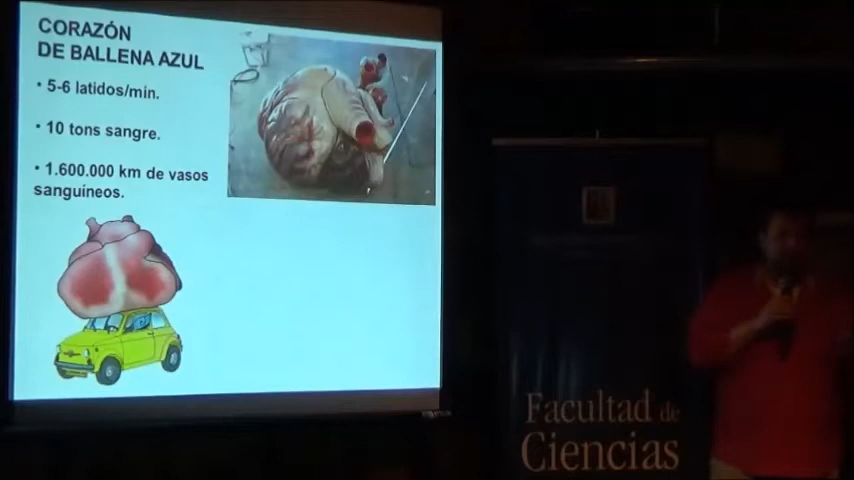 CORAZÓN
DE BALLENA AZUL
• 5-6 latidos/min.
• 10 tons sangre.
• 1.600.000 km de vasos
sanguíneos.
Facultad de
Ciencias